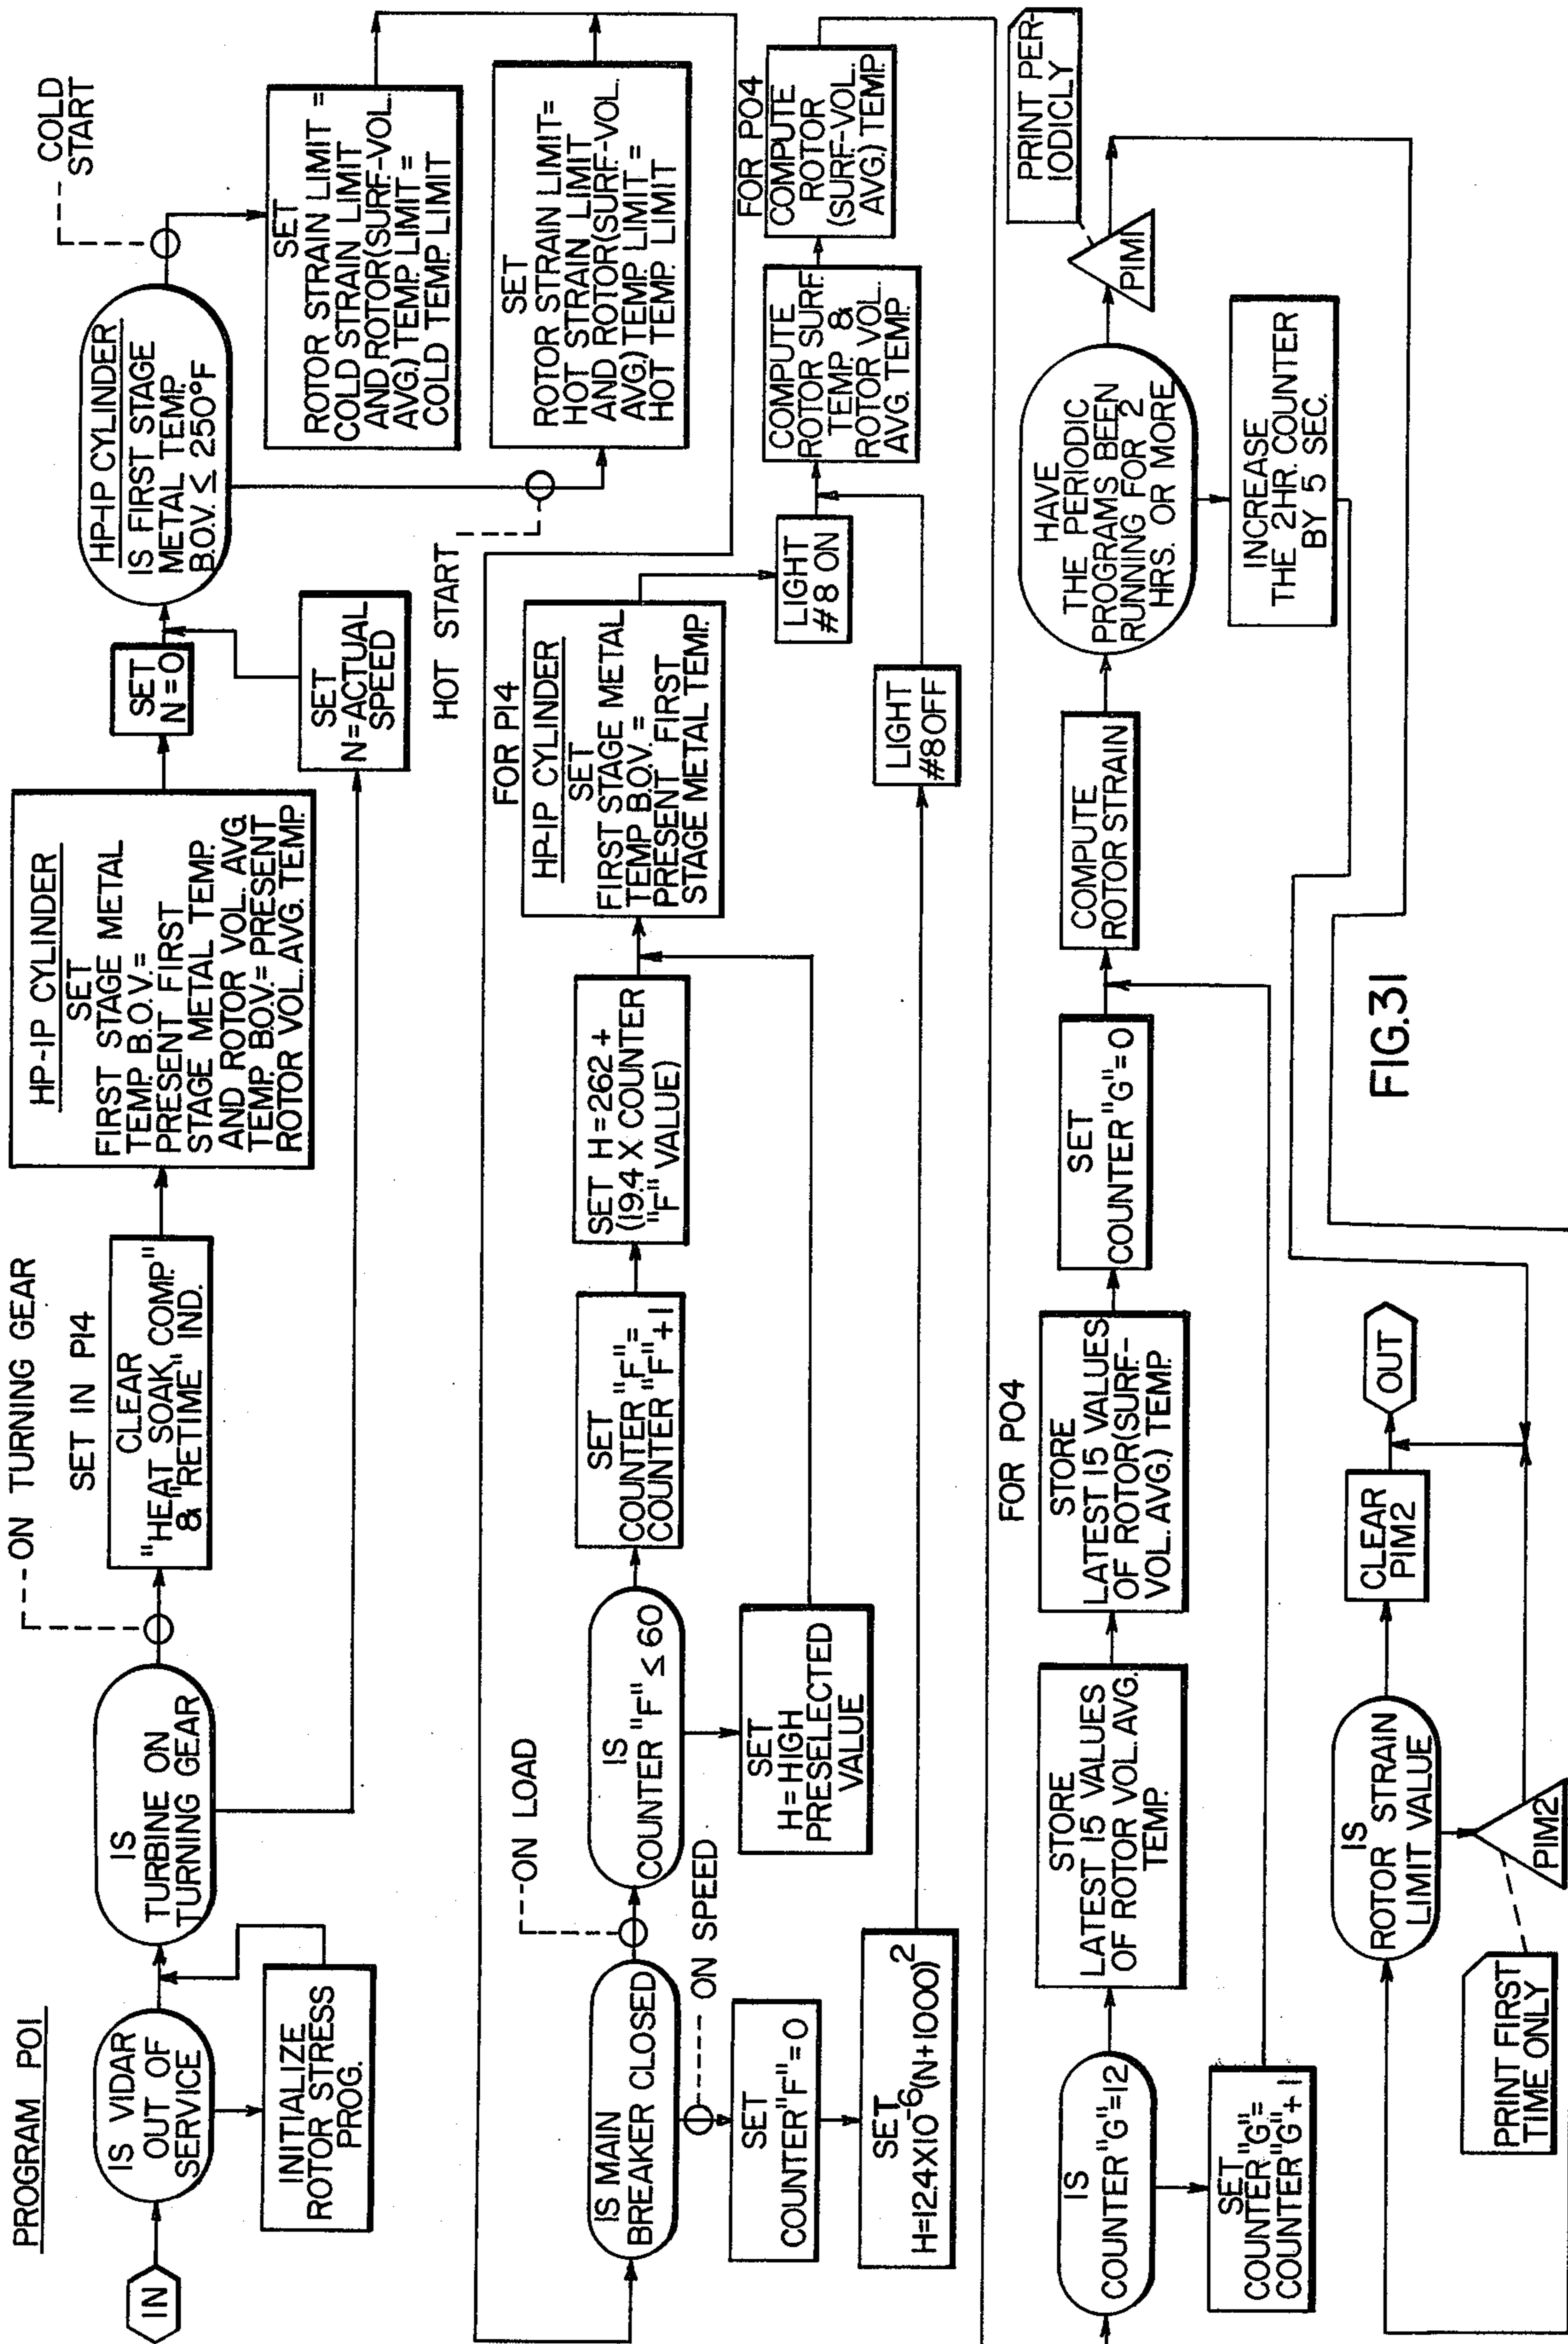 PROGRAM PO1
IN
IS VIDAR
OUT OF
SERVICE
INITIALIZE
ROTOR STRESS
PROG.
IS
TURBINE ON
TURNING GEAR
ON TURNING GEAR
SET IN P14
CLEAR
"HEAT SOAK COMP."
& "RETIME" IND.
HP-IP CYLINDER
SET
FIRST STAGE METAL
TEMP. B.O.V. =
PRESENT FIRST
STAGE METAL TEMP.
AND ROTOR VOL. AVG.
TEMP. B.O.V. = PRESENT
ROTOR VOL. AVG. TEMP.
SET
N=O
SET
N=ACTUAL
SPEED
HP-IP CYLINDER
IS FIRST STAGE
METAL TEMP.
B.O.V. ≤ 250°F
COLD
START
SET
ROTOR STRAIN LIMIT =
COLD STRAIN LIMIT
AND ROTOR(SURF.-VOL.
AVG.) TEMP. LIMIT =
COLD TEMP. LIMIT
HOT START
SET
ROTOR STRAIN LIMIT=
HOT STRAIN LIMIT
AND ROTOR(SURF.-VOL.
AVG.) TEMP. LIMIT =
HOT TEMP. LIMIT
IS MAIN
BREAKER CLOSED
ON LOAD
ON SPEED
SET
COUNTER "F" = O
SET
H=12.4X10-6(N+1000)2
IS
COUNTER "F" ≤ 60
SET
H=HIGH
PRESELECTED
VALUE
SET
COUNTER "F"=
COUNTER "F"+1
SET H=262+
(19.4 X COUNTER
"F" VALUE)
FOR P14
HP-IP CYLINDER
SET
FIRST STAGE METAL
TEMP B.O.V. =
PRESENT FIRST
STAGE METAL TEMP.
LIGHT
#8 ON
LIGHT
#8 OFF
COMPUTE
ROTOR SURF.
TEMP. &
ROTOR VOL.
AVG. TEMP.
FOR PO4
COMPUTE
ROTOR
(SURF.-VOL.
AVG.) TEMP.
IS
COUNTER "G"=12
SET
COUNTER "G"=
COUNTER "G"+1
STORE
LATEST 15 VALUES
OF ROTOR VOL. AVG.
TEMP.
FOR PO4
STORE
LATEST 15 VALUES
OF ROTOR(SURF.-
VOL. AVG.) TEMP.
SET
COUNTER "G"=O
COMPUTE
ROTOR STRAIN
HAVE
THE PERIODIC
PROGRAMS BEEN
RUNNING FOR 2
HRS. OR MORE
INCREASE
THE 2HR. COUNTER
BY 5 SEC.
P1M1
PRINT PER-
IODICLY
IS
ROTOR STRAIN
LIMIT VALUE
PRINT FIRST
TIME ONLY
P1M2
CLEAR
P1M2
OUT
FIG.31